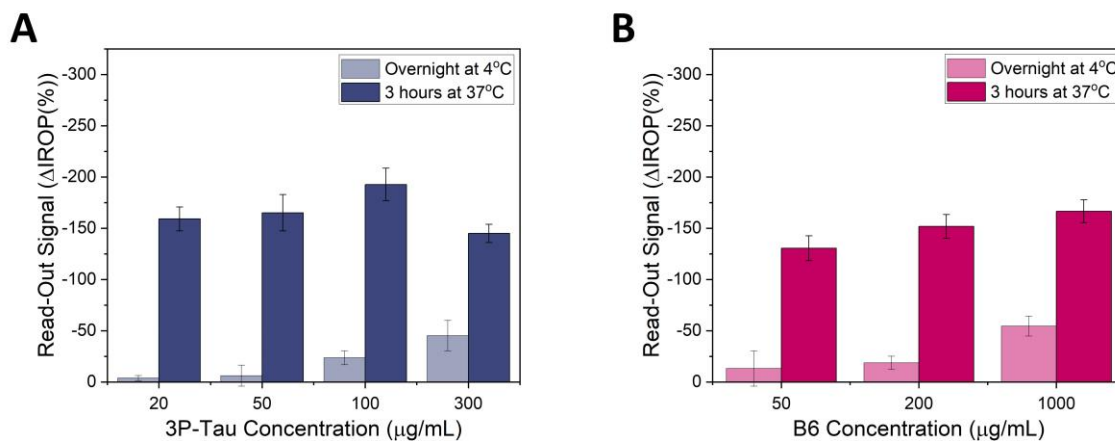 A
Read-Out Signal (ΔIROP(%))
-300
-250
-200
-150
-100
-50
0
Overnight at 4°C
3 hours at 37°C
20
50
100
300
3P-Tau Concentration (μg/mL)
B
Read-Out Signal (ΔIROP(%))
-300
-250
-200
-150
-100
-50
0
Overnight at 4°C
3 hours at 37°C
50
200
1000
B6 Concentration (μg/mL)